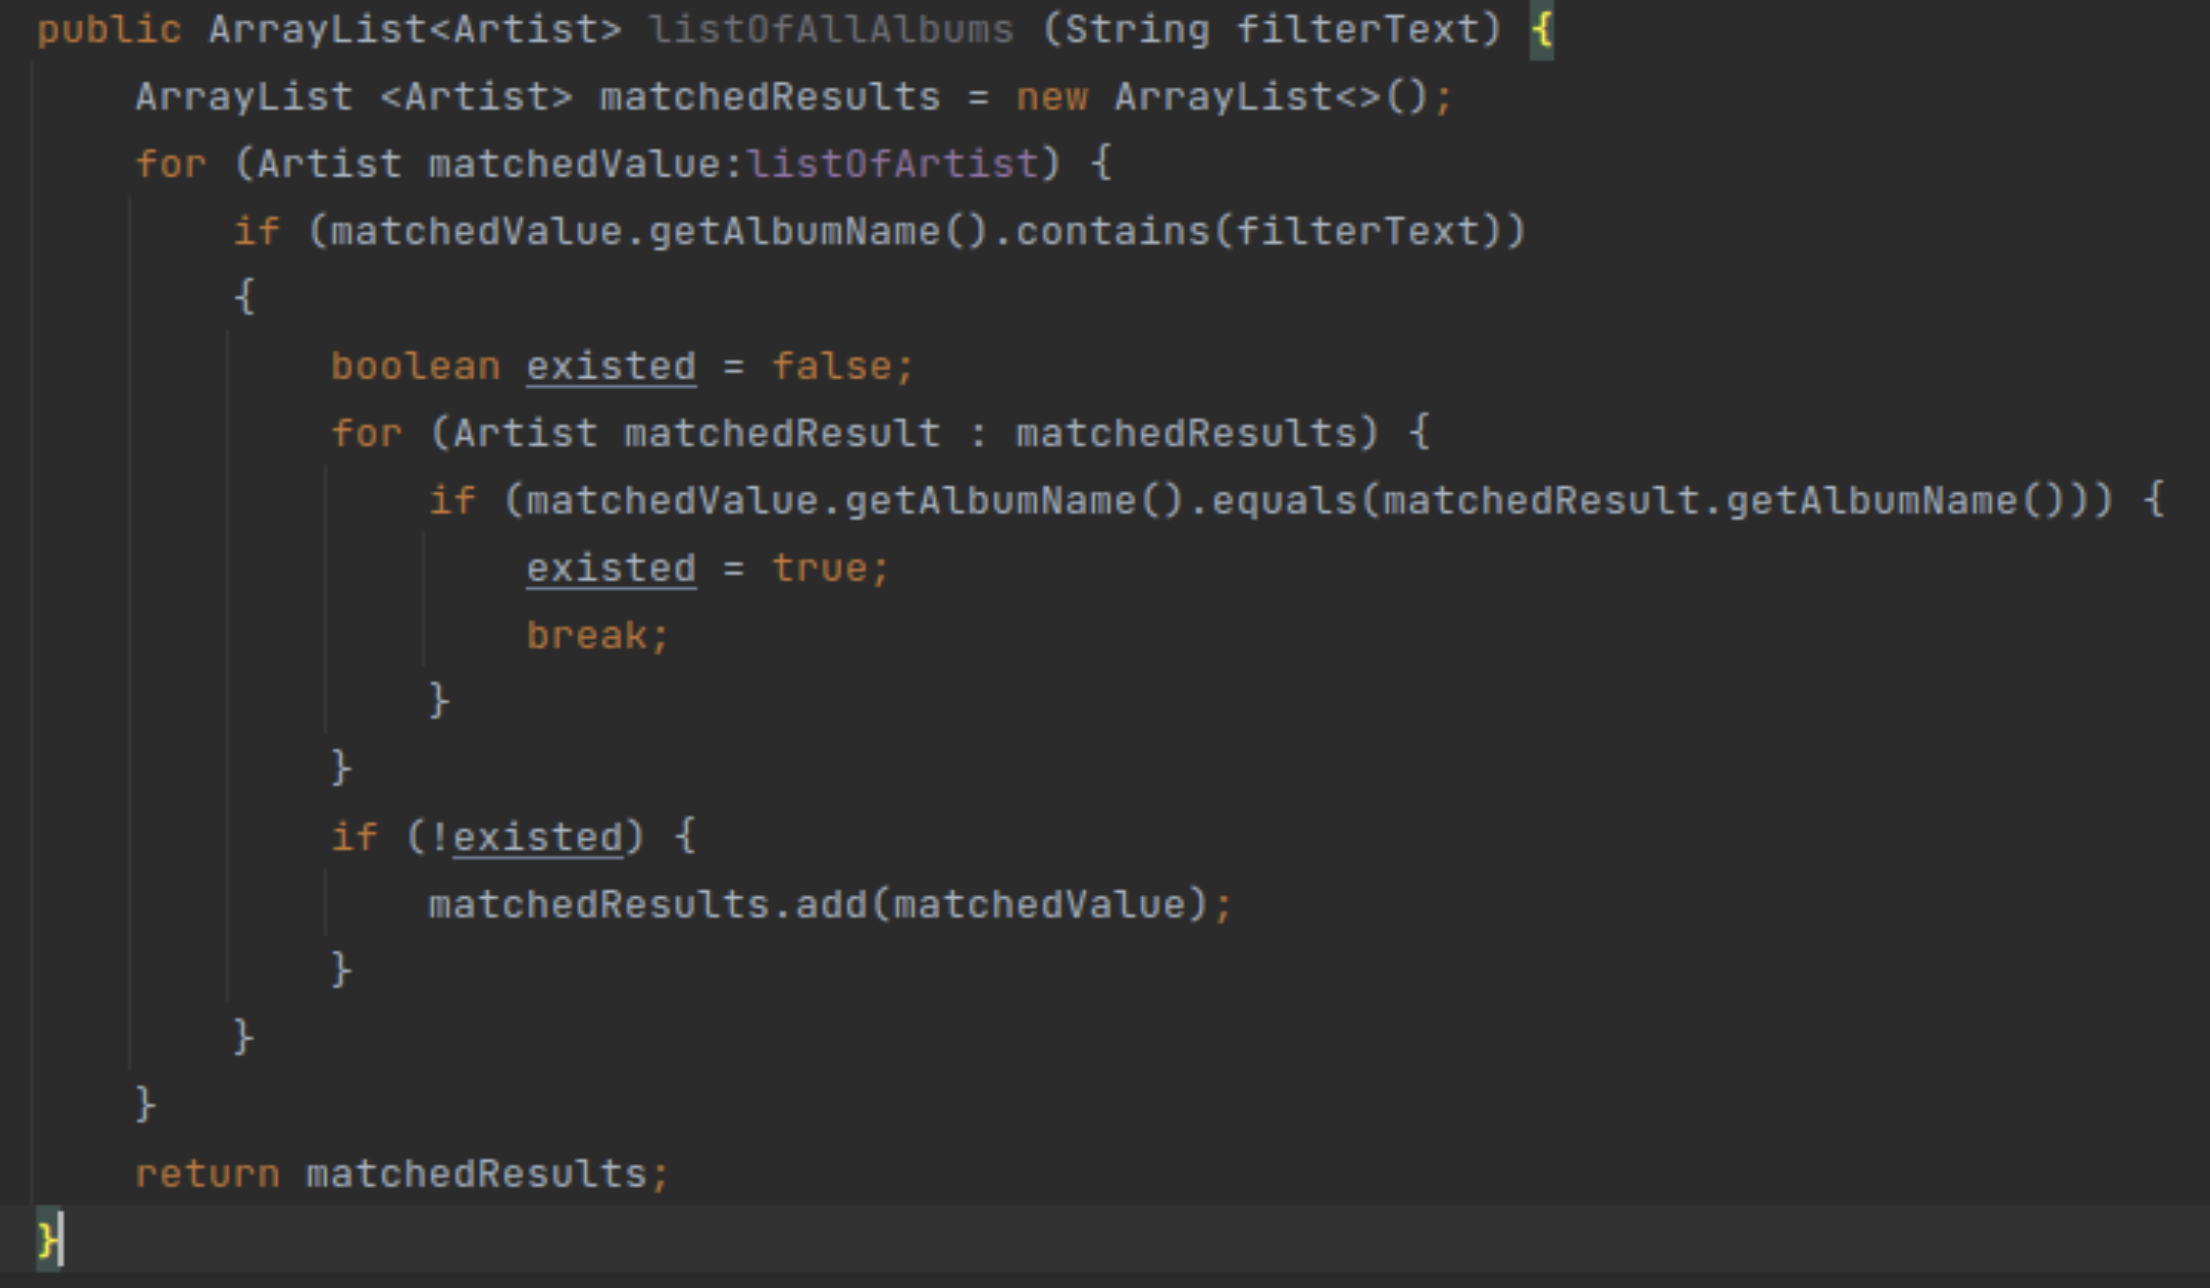 public ArrayList<Artist> listOfAllAlbums (String filterText) {
    ArrayList <Artist> matchedResults = new ArrayList<>();
    for (Artist matchedValue:listOfArtist) {
        if (matchedValue.getAlbumName().contains(filterText))
        {
            boolean existed = false;
            for (Artist matchedResult : matchedResults) {
                if (matchedValue.getAlbumName().equals(matchedResult.getAlbumName())) {
                    existed = true;
                    break;
                }
            }
            if (!existed) {
                matchedResults.add(matchedValue);
            }
        }
    }
    return matchedResults;
}